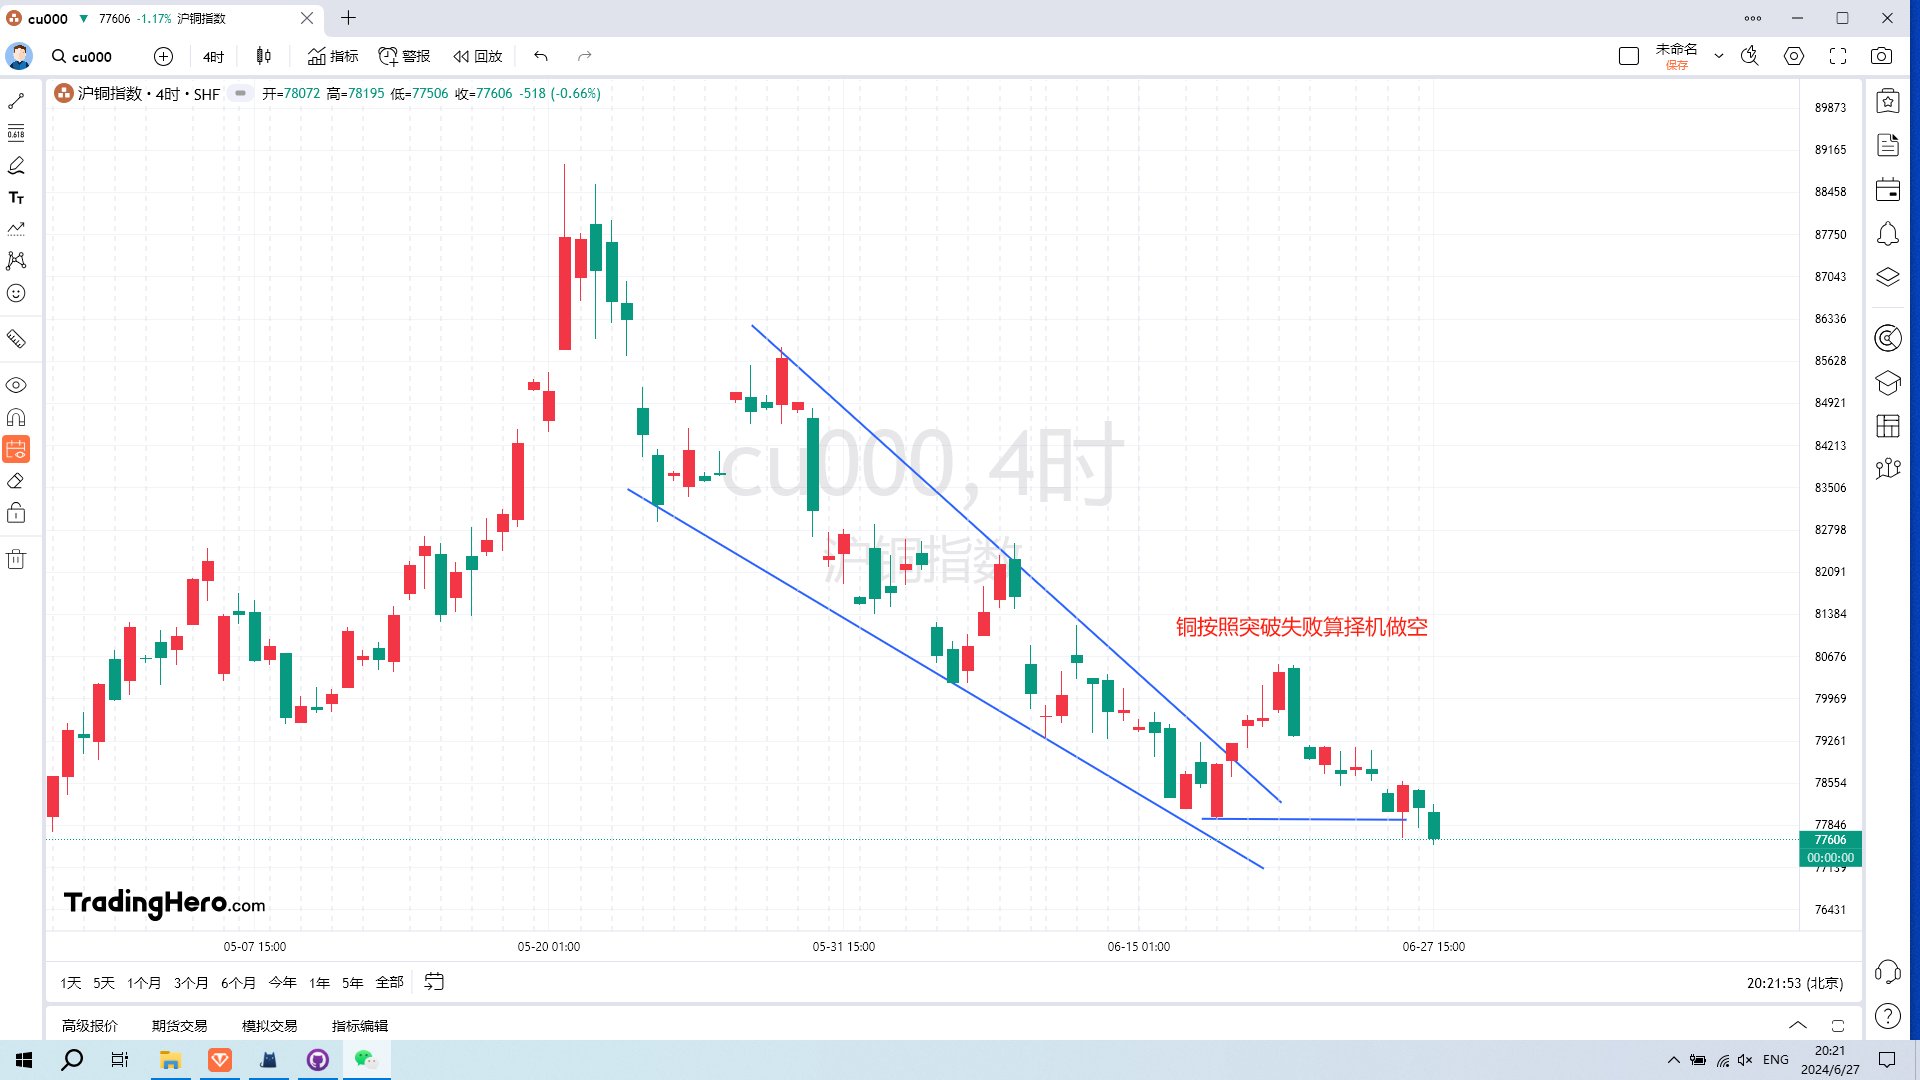 cu000 ▼ 77606 -1.17% 沪铜指数
cu000 4时 指标 警报 回放 未命名
保存
沪铜指数・4时・SHF 开=78072 高=78195 低=77506 收=77606 -518 (-0.66%)
0.618
TT
89873
89165
88458
87750
87043
86336
85628
84921
84213
83506
82798
82091
81384
80676
79969
79261
78554
77846
77606
00:00:00
77139
76431
cu000,4时
沪铜指数
铜按照突破失败算择机做空
TradingHero.com
05-07 15:00 05-20 01:00 05-31 15:00 06-15 01:00 06-27 15:00
1天 5天 1个月 3个月 6个月 今年 1年 5年 全部 20:21:53 (北京)
高级报价 期货交易 模拟交易 指标编辑
ENG
20:21
2024/6/27